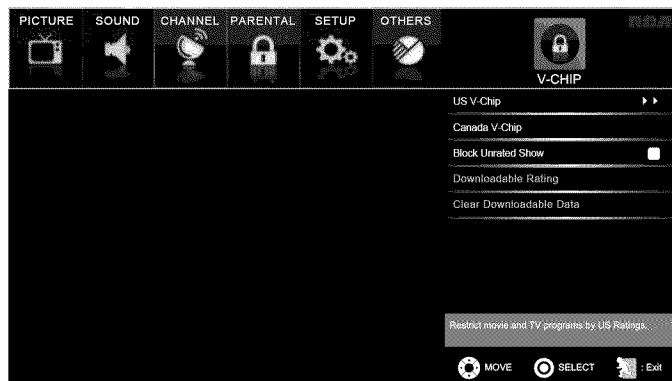 PICTURE SOUND CHANNEL PARENTAL SETUP OTHERS
RCA
V-CHIP
US V-Chip
Canada V-Chip
Block Unrated Show
Downloadable Rating
Clear Downloadable Data
Restrict movie and TV programs by US Ratings.
MOVE SELECT : Exit